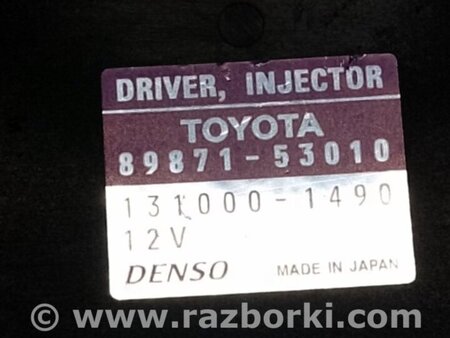 DRIVER, INJECTOR
TOYOTA
89871-53010
131000-1490
12V
DENSO MADE IN JAPAN
© www.razborki.com